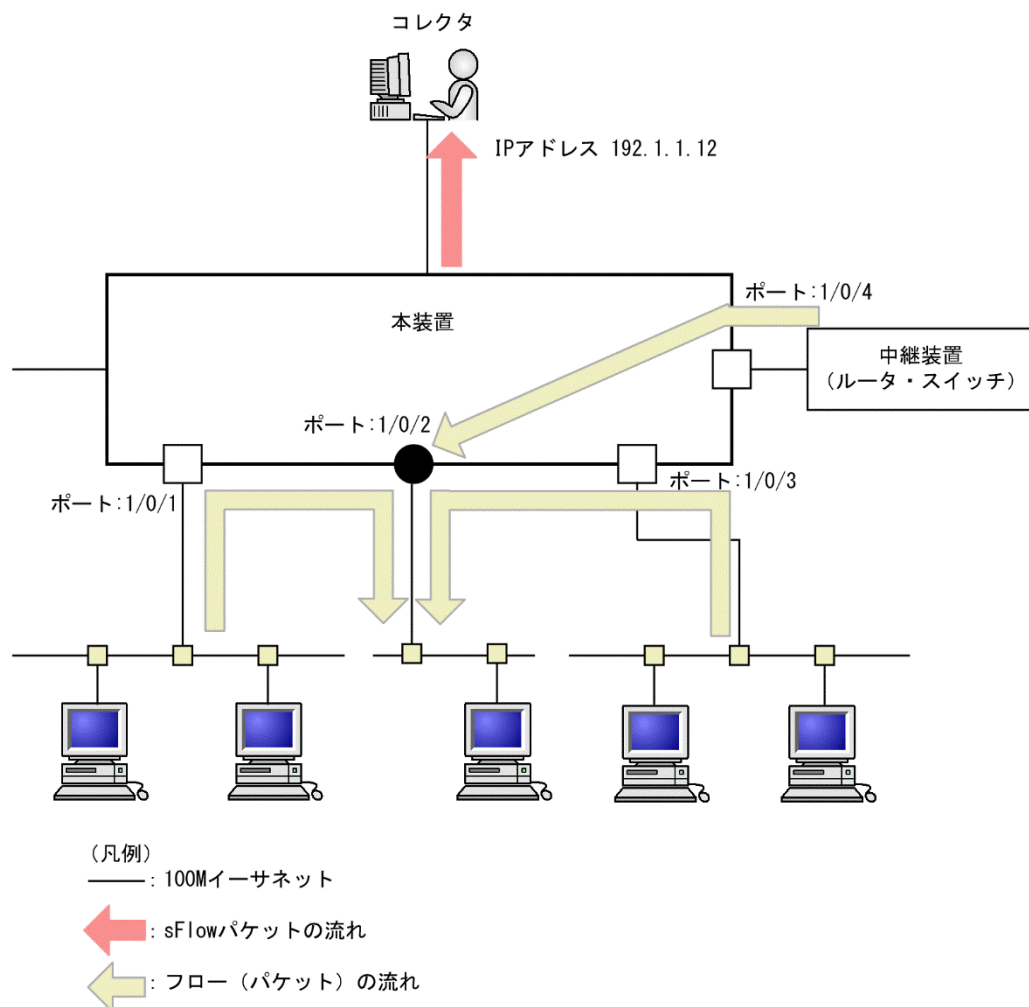 コレクタ
IPアドレス 192.1.1.12
ポート:1/0/4
本装置
中継装置
(ルータ・スイッチ)
ポート:1/0/2
ポート:1/0/1
ポート:1/0/3
(凡例)
: 100Mイーサネット
: sFlowパケットの流れ
: フロー(パケット)の流れ